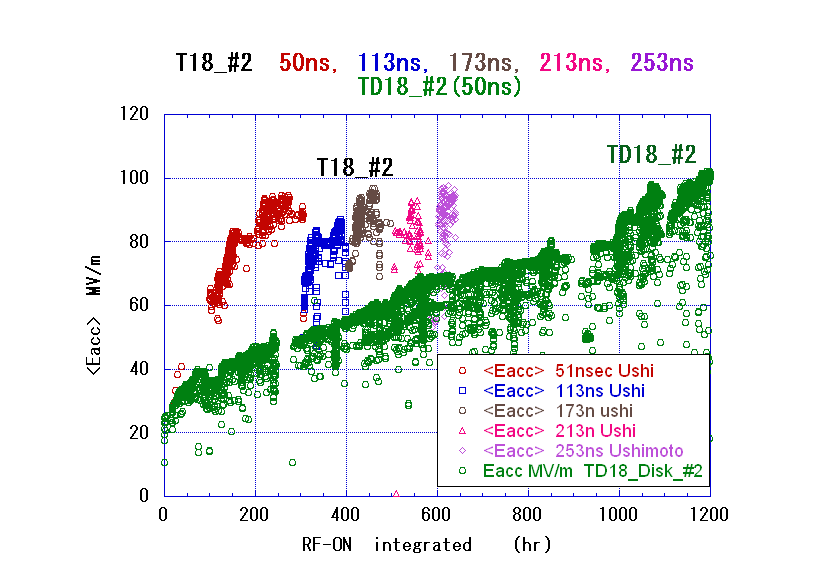 T18_#2 50ns, 113ns, 173ns, 213ns, 253ns
TD18_#2(50ns)
120
100
80
60
40
20
0
<Eacc> MV/m
T18_#2
TD18_#2
<Eacc> 51nsec Ushi
<Eacc> 113ns Ushi
<Eacc> 173n ushi
<Eacc> 213n Ushi
<Eacc> 253ns Ushimoto
Eacc MV/m TD18_Disk_#2
0 200 400 600 800 1000 1200
RF-ON integrated (hr)